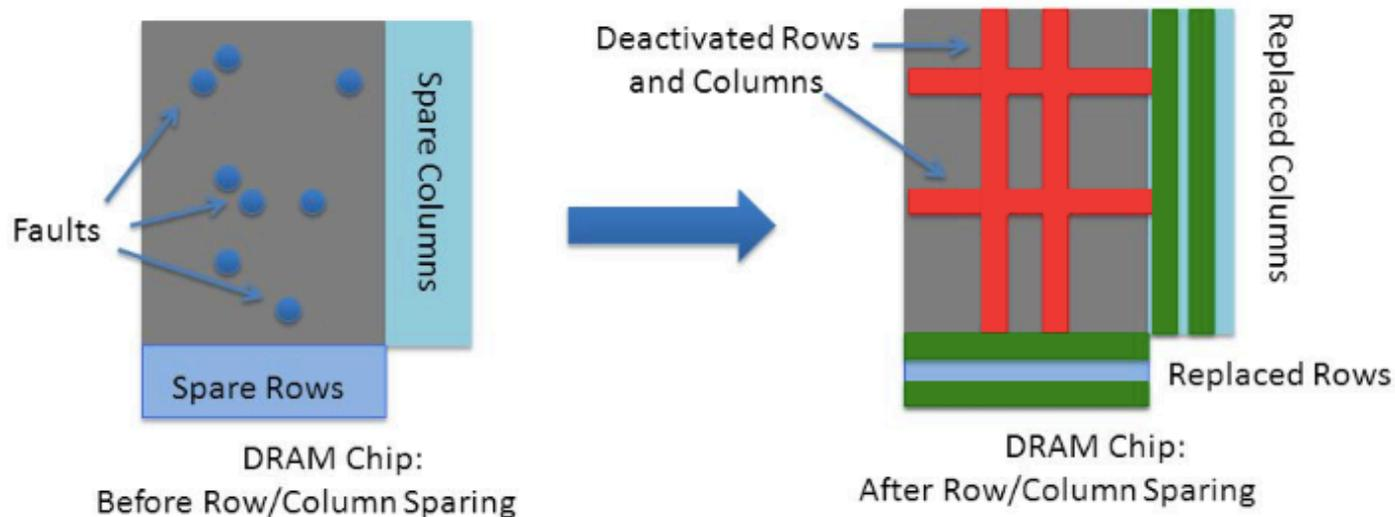 Faults
Spare Columns
Spare Rows
DRAM Chip:
Before Row/Column Sparing
Deactivated Rows
and Columns
Replaced Columns
Replaced Rows
DRAM Chip:
After Row/Column Sparing